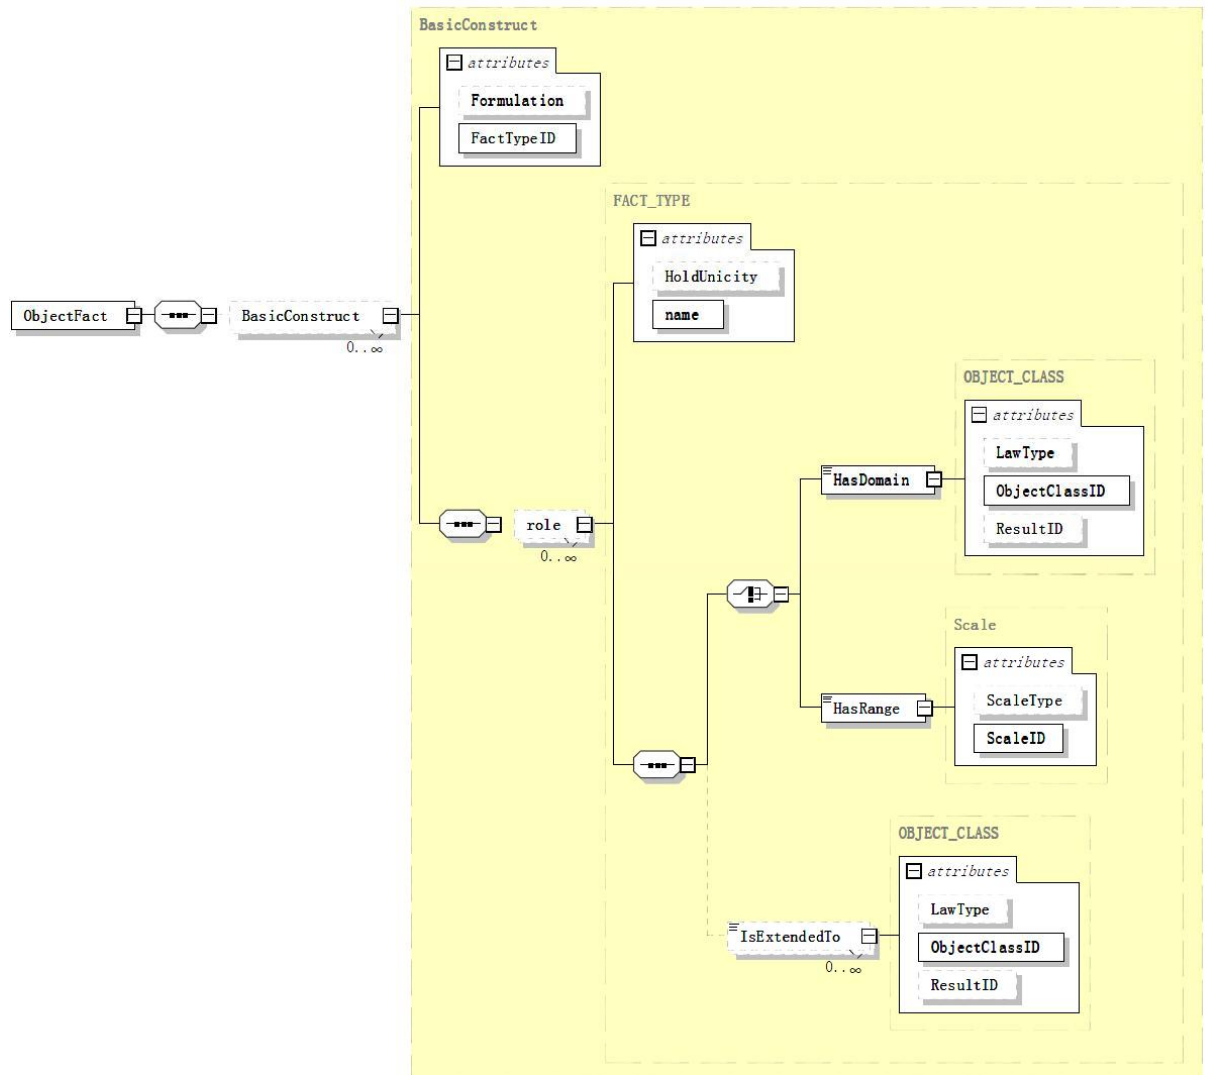 BasicConstruct
attributes
Formulation
FactTypeID
FACT_TYPE
attributes
HoldUnicity
name
ObjectFact
BasicConstruct
0..∞
OBJECT_CLASS
attributes
LawType
ObjectClassID
ResultID
HasDomain
role
0..∞
Scale
attributes
ScaleType
ScaleID
HasRange
OBJECT_CLASS
attributes
LawType
ObjectClassID
ResultID
IsExtendedTo
0..∞